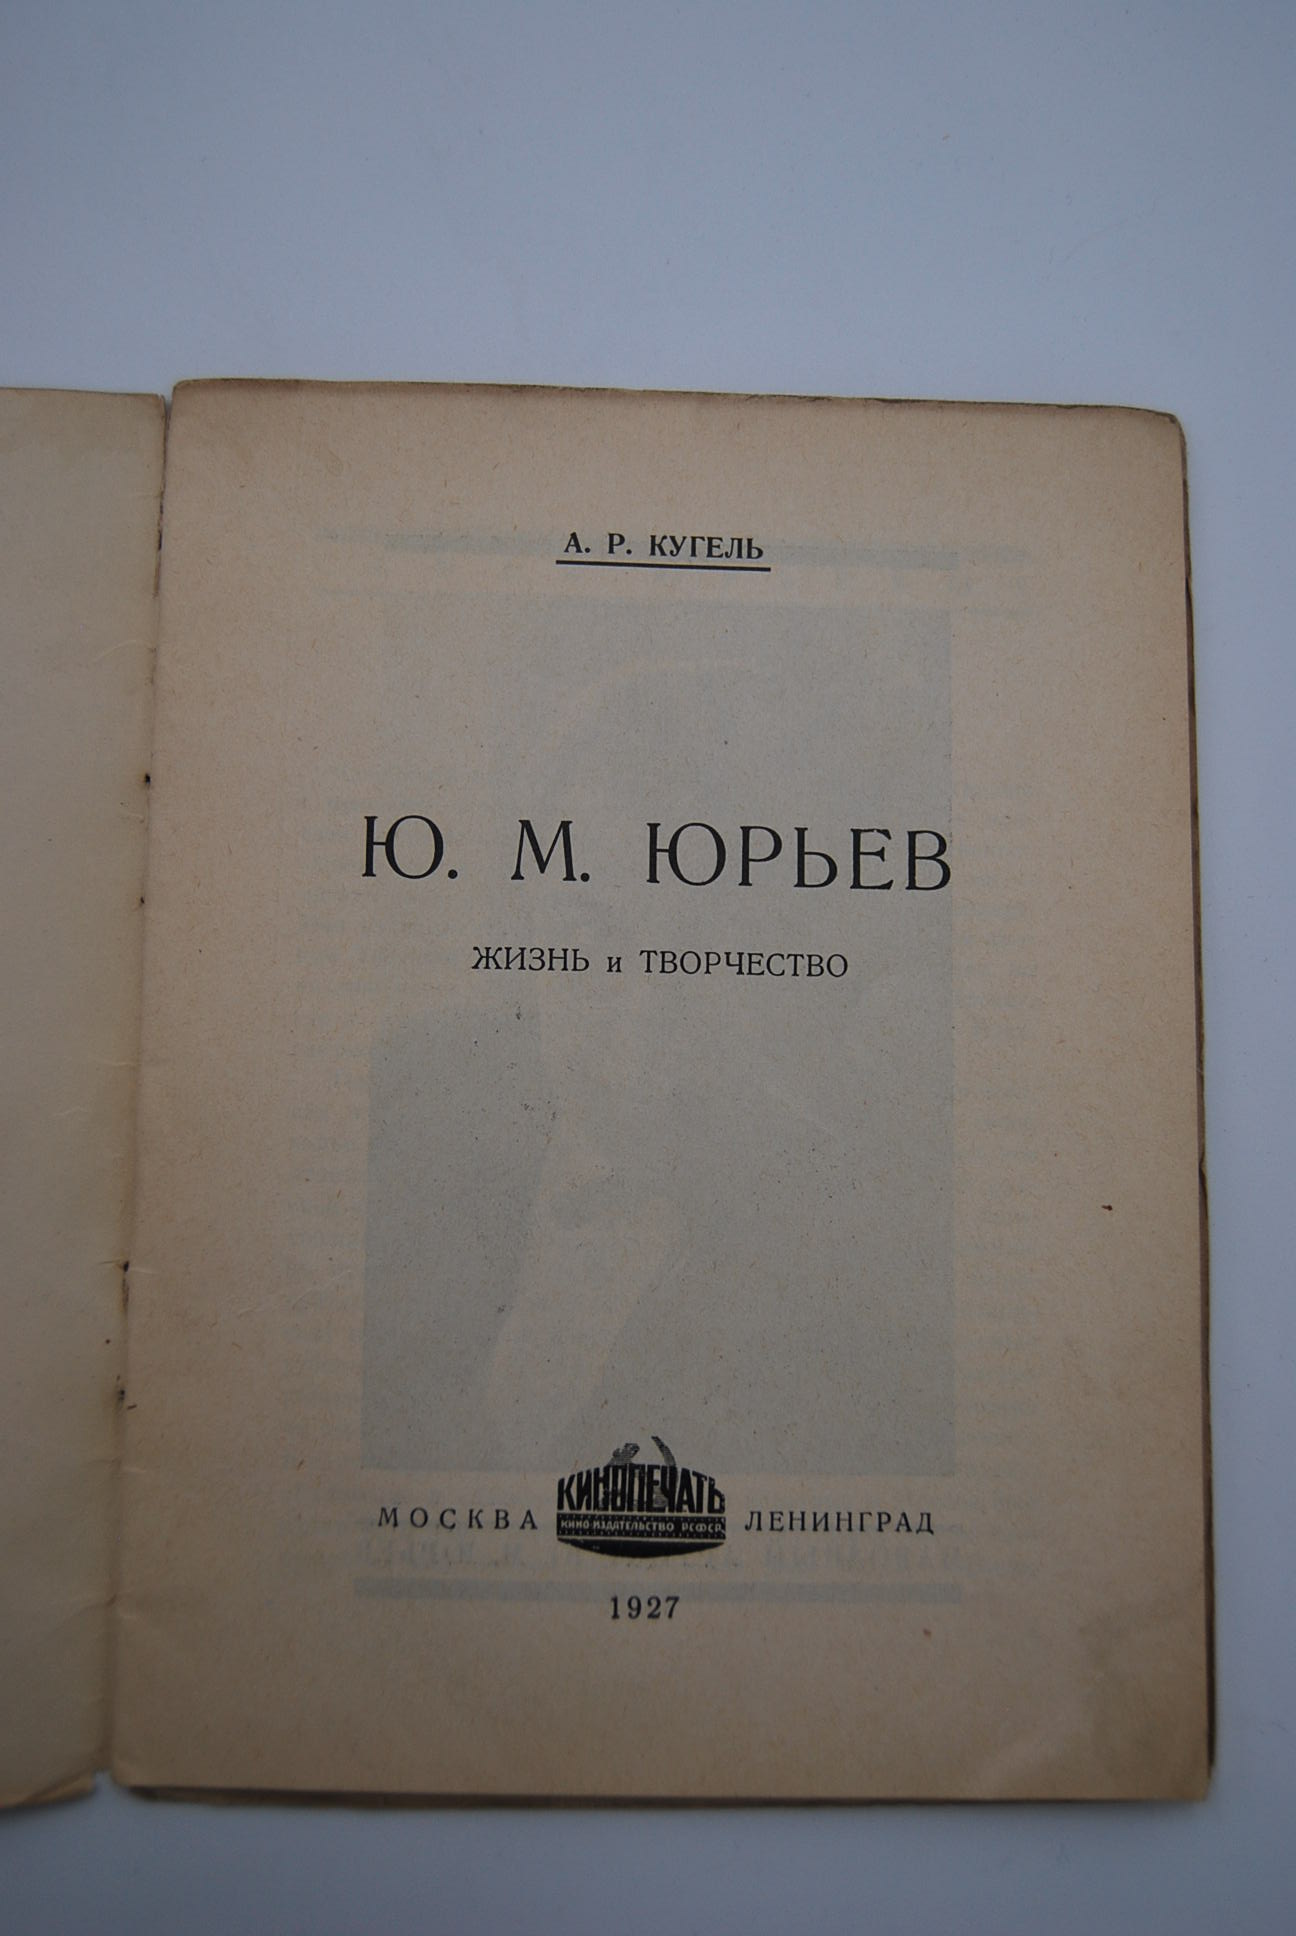 А. Р. КУГЕЛЬ
Ю. М. ЮРЬЕВ
ЖИЗНЬ и ТВОРЧЕСТВО
КИНОПЕЧАТЬ
КИНО-ИЗДАТЕЛЬСТВО РСФСР
МОСКВА ЛЕНИНГРАД
1927